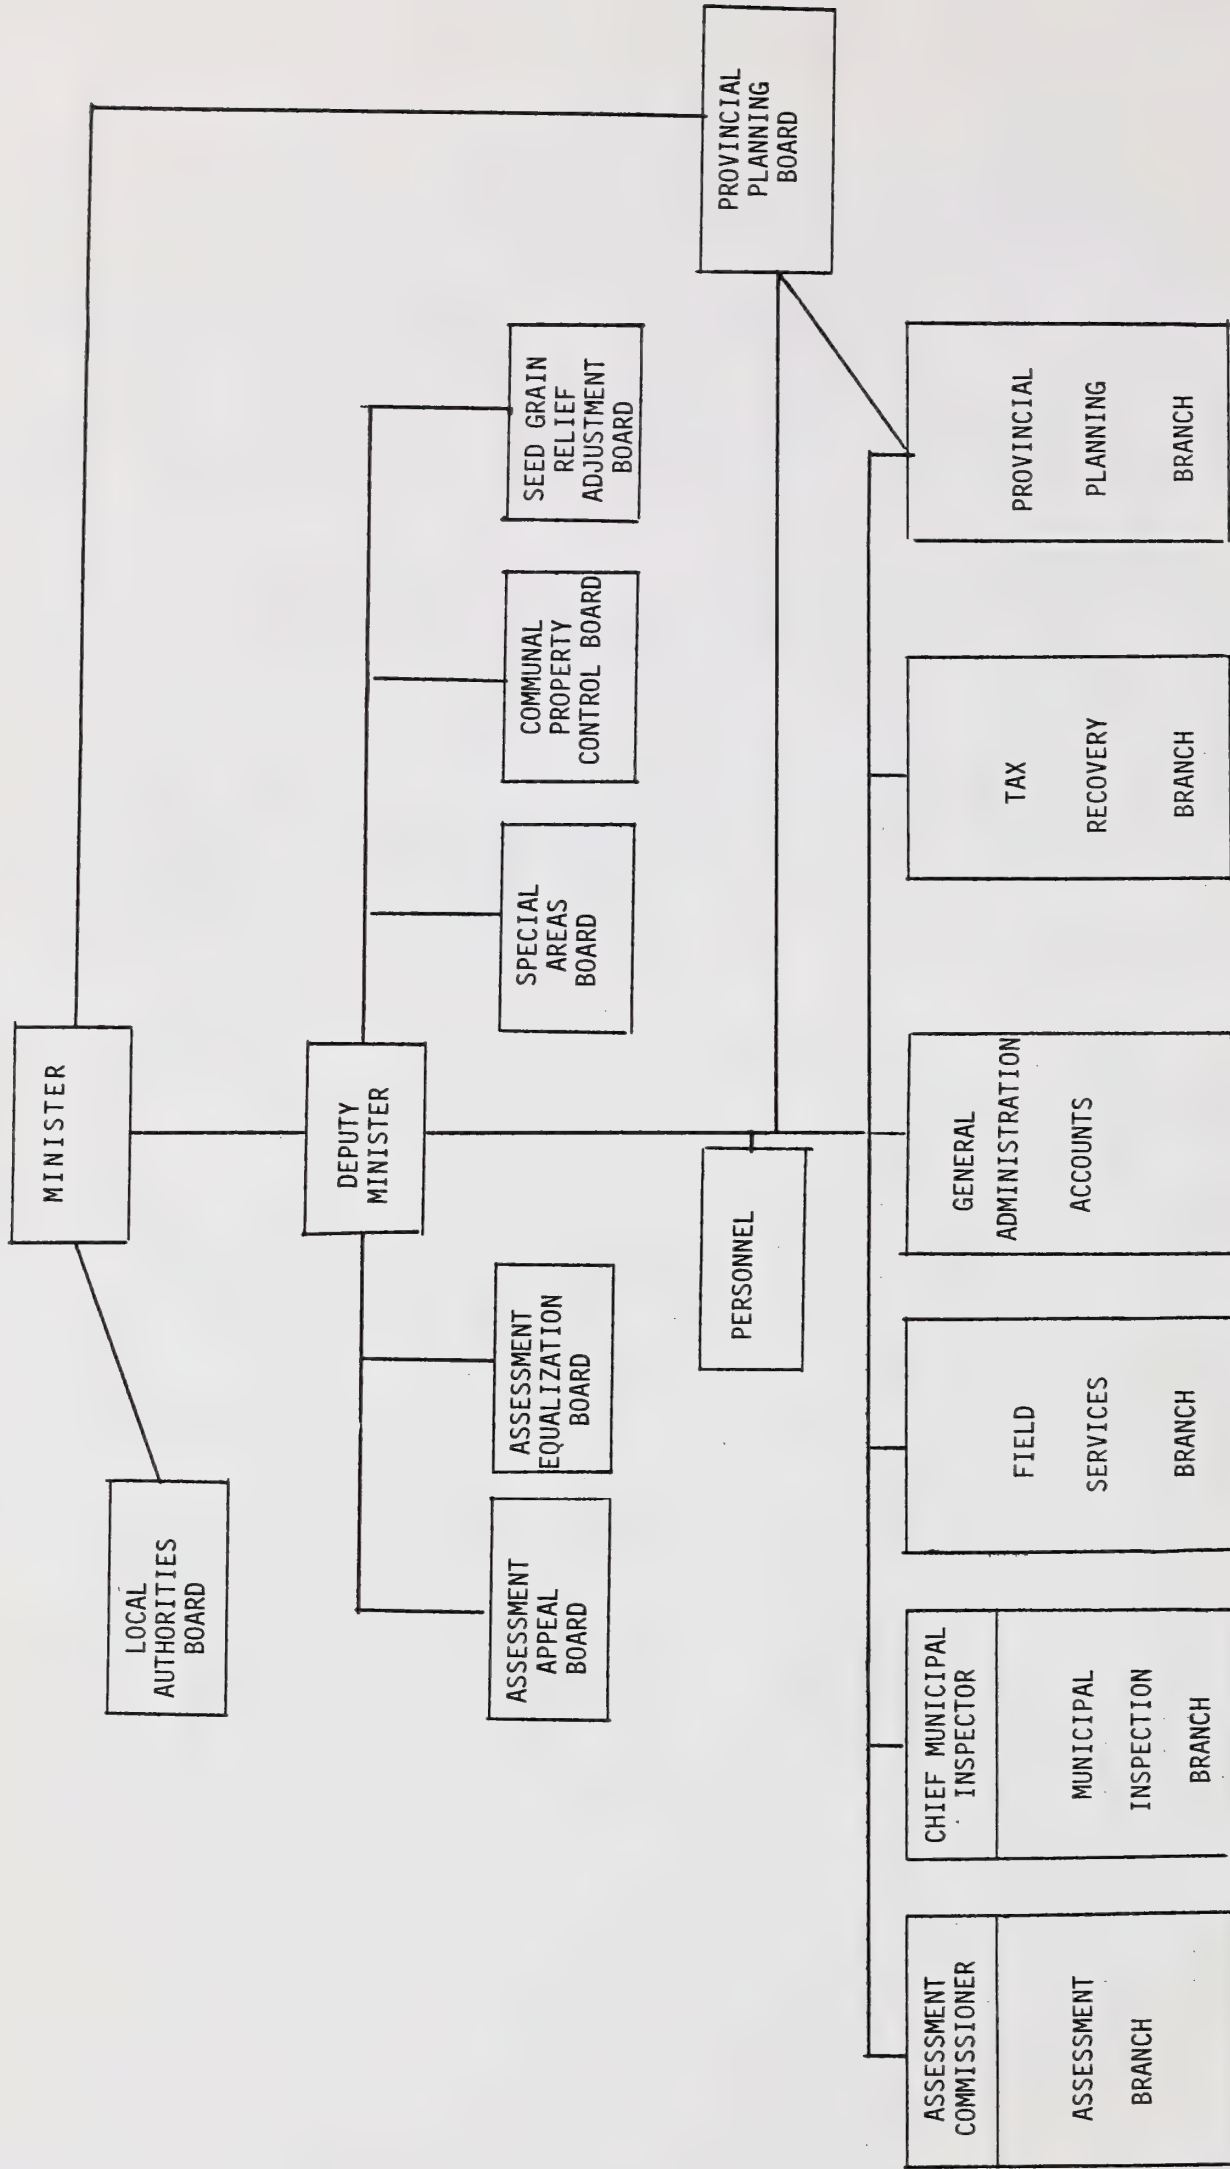 MINISTER
LOCAL
AUTHORITIES
BOARD
DEPUTY
MINISTER
ASSESSMENT
APPEAL
BOARD
ASSESSMENT
EQUALIZATION
BOARD
SPECIAL
AREAS
BOARD
COMMUNAL
PROPERTY
CONTROL BOARD
SEED GRAIN
RELIEF
ADJUSTMENT
BOARD
PERSONNEL
PROVINCIAL
PLANNING
BOARD
ASSESSMENT
COMMISSIONER
ASSESSMENT
BRANCH
CHIEF MUNICIPAL
INSPECTOR
MUNICIPAL
INSPECTION
BRANCH
FIELD
SERVICES
BRANCH
GENERAL
ADMINISTRATION
ACCOUNTS
TAX
RECOVERY
BRANCH
PROVINCIAL
PLANNING
BRANCH